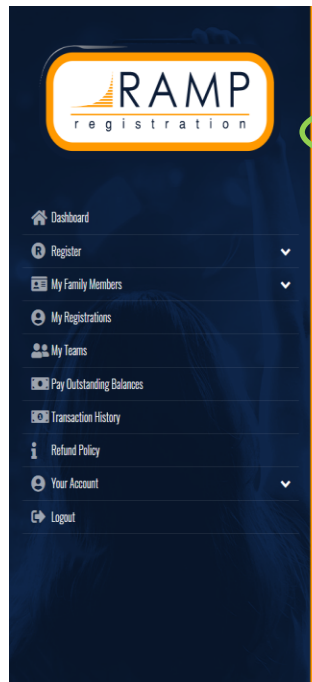 RAMP
registration
Dashboard
R Register
My Family Members
My Registrations
My Teams
Pay Outstanding Balances
Transaction History
Refund Policy
Your Account
Logout